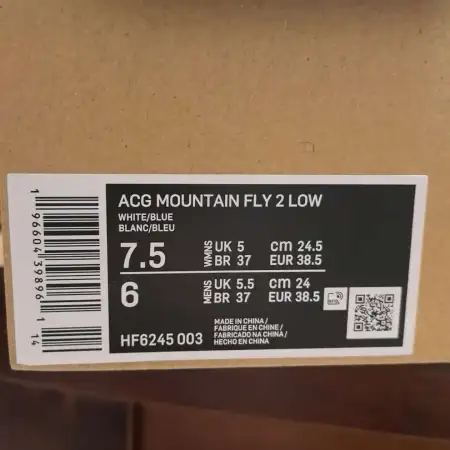 ACG MOUNTAIN FLY 2 LOW
WHITE/BLUE
BLANC/BLEU
7.5 WMNS UK 5 cm 24.5
BR 37 EUR 38.5
6 MENS UK 5.5 cm 24
BR 37 EUR 38.5
HF6245 003
MADE IN CHINA /
FABRIQUE EN CHINE /
FABRICADO NA CHINA /
HECHO EN CHINA
1 96604 39896 1 14